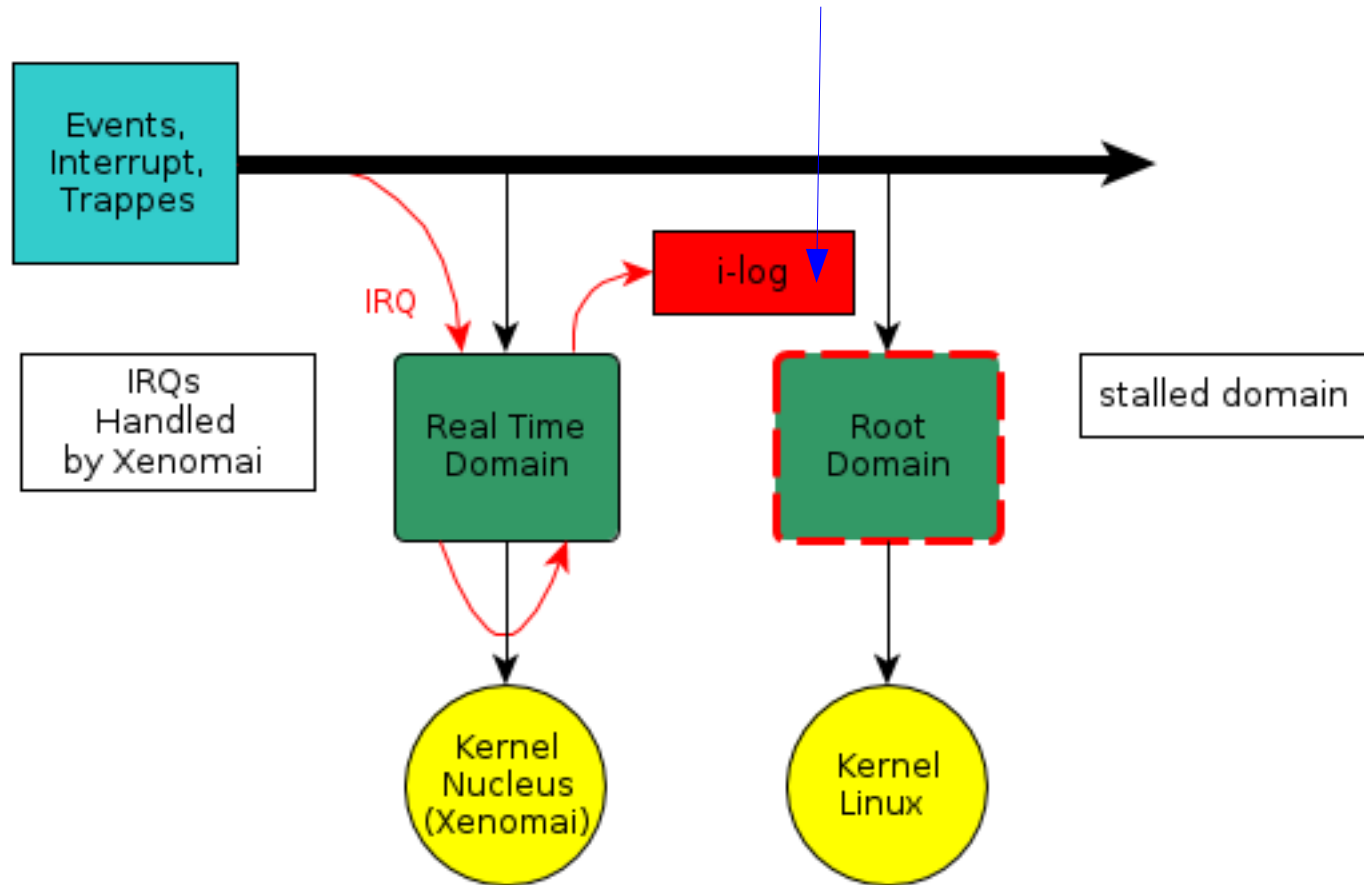 Events,
Interrupt,
Trappes
i-log
IRQ
IRQs
Handled
by Xenomai
Real Time
Domain
Root
Domain
stalled domain
Kernel
Nucleus
(Xenomai)
Kernel
Linux